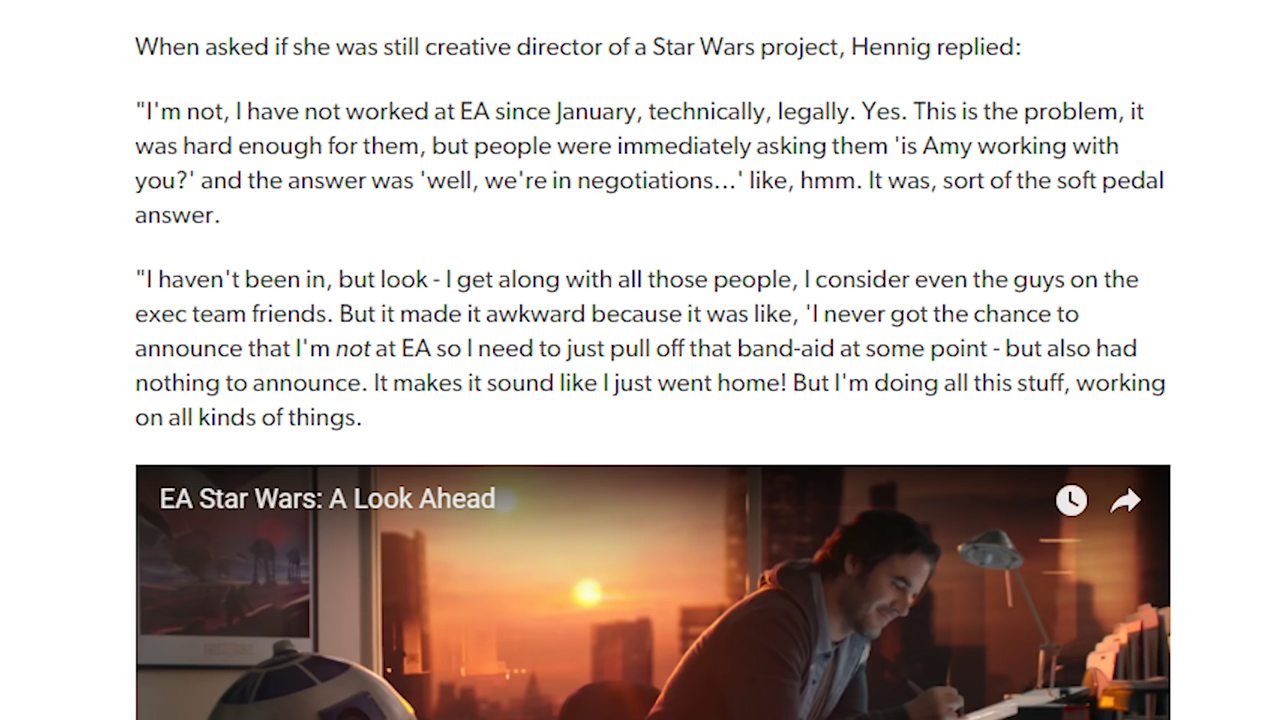 When asked if she was still creative director of a Star Wars project, Hennig replied:
"I'm not, I have not worked at EA since January, technically, legally. Yes. This is the problem, it
was hard enough for them, but people were immediately asking them 'is Amy working with
you?' and the answer was 'well, we're in negotiations...' like, hmm. It was, sort of the soft pedal
answer.
"I haven't been in, but look - I get along with all those people, I consider even the guys on the
exec team friends. But it made it awkward because it was like, 'I never got the chance to
announce that I'm not at EA so I need to just pull off that band-aid at some point - but also had
nothing to announce. It makes it sound like I just went home! But I'm doing all this stuff, working
on all kinds of things.
EA Star Wars: A Look Ahead